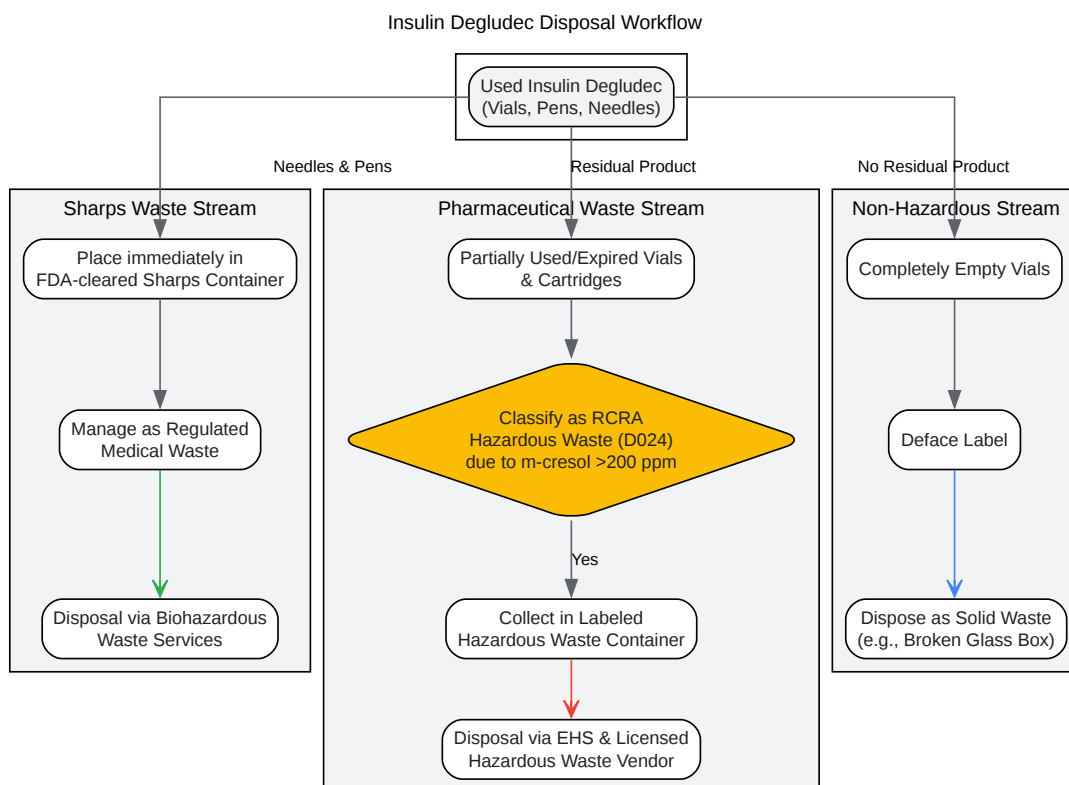 Insulin Degludec Disposal Workflow
Used Insulin Degludec
(Vials, Pens, Needles)
Needles & Pens
Residual Product
No Residual Product
Sharps Waste Stream
Place immediately in
FDA-cleared Sharps Container
Manage as Regulated
Medical Waste
Disposal via Biohazardous
Waste Services
Pharmaceutical Waste Stream
Partially Used/Expired Vials
& Cartridges
Classify as RCRA
Hazardous Waste (D024)
due to m-cresol >200 ppm
Yes
Collect in Labeled
Hazardous Waste Container
Disposal via EHS & Licensed
Hazardous Waste Vendor
Non-Hazardous Stream
Completely Empty Vials
Deface Label
Dispose as Solid Waste
(e.g., Broken Glass Box)